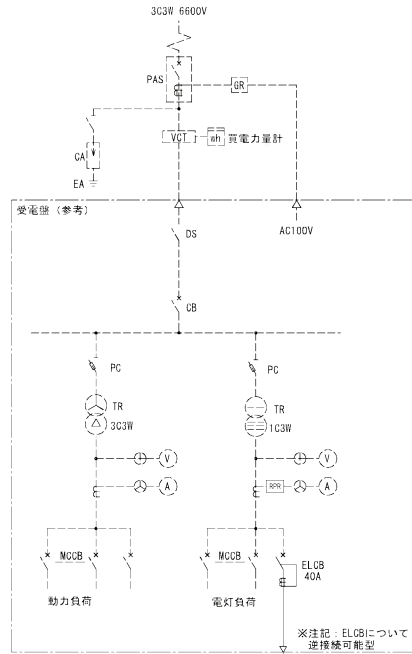 3C3W 6600V
PAS
GR
VCT
Wh
買電力量計
CA
EA
受電盤 (参考)
AC100V
DS
CB
PC
PC
TR
3C3W
TR
1C3W
V
V
A
RPR
A
MCCB
MCCB
ELCB
40A
動力負荷
電灯負荷
※注記:ELCBについて
逆接続可能型